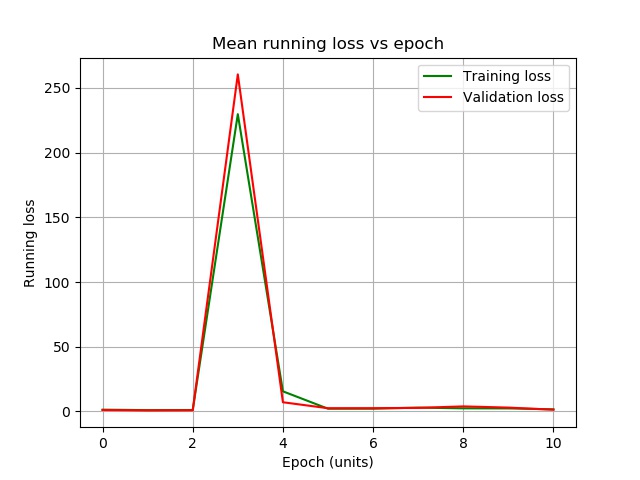 Mean running loss vs epoch
Training loss
Validation loss
250
200
150
100
50
0
Running loss
0 2 4 6 8 10
Epoch (units)